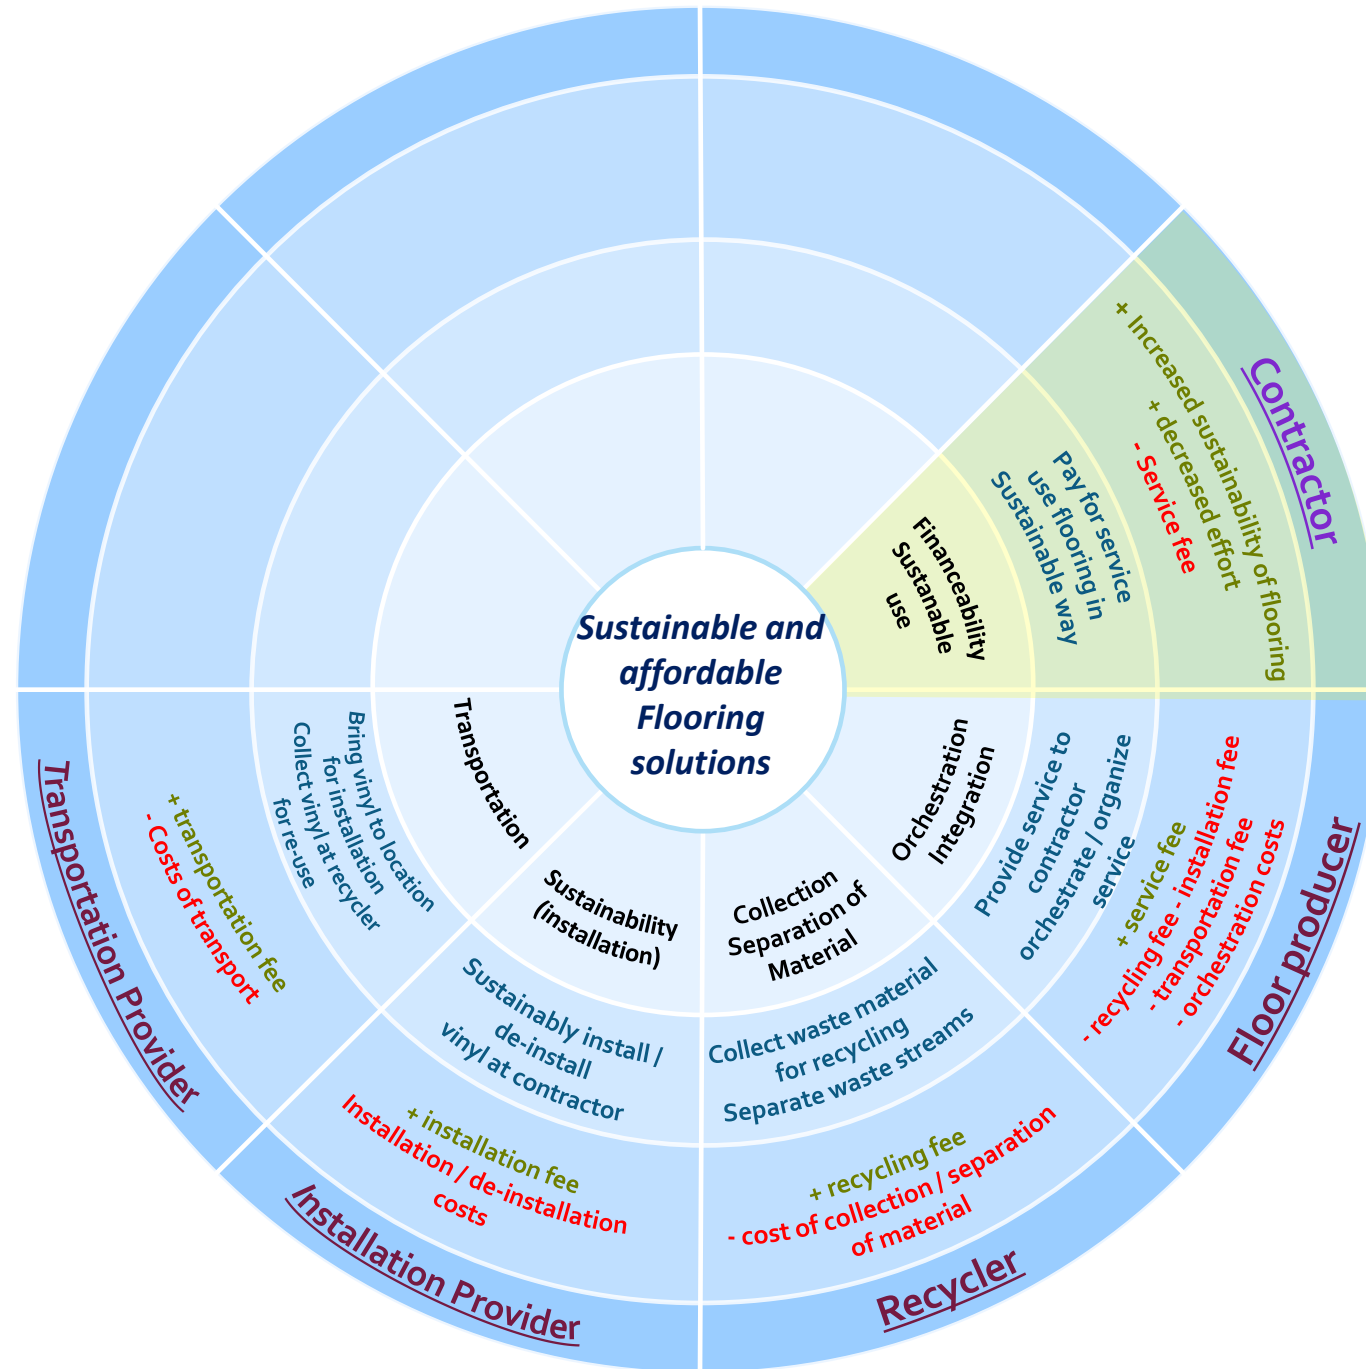 Sustainable and
affordable
Flooring
solutions
Contractor
+ Increased sustainability of flooring
+ decreased effort
- Service fee
Pay for service
use flooring in
Sustainable way
Financeability
Sustanable
use
Floor producer
Orchestration
Integration
Provide service to
contractor
orchestrate / organize
service
+ service fee
- recycling fee - installation fee
- transportation fee
- orchestration costs
Recycler
Collection
Separation of
Material
Collect waste material
for recycling
Separate waste streams
+ recycling fee
- cost of collection / separation
of material
Installation Provider
Sustainability
(installation)
Sustainably install /
de-install
vinyl at contractor
+ installation fee
Installation / de-installation
costs
Transportation Provider
Transportation
Bring vinyl to location
for installation
Collect vinyl at recycler
for re-use
+ transportation fee
- Costs of transport